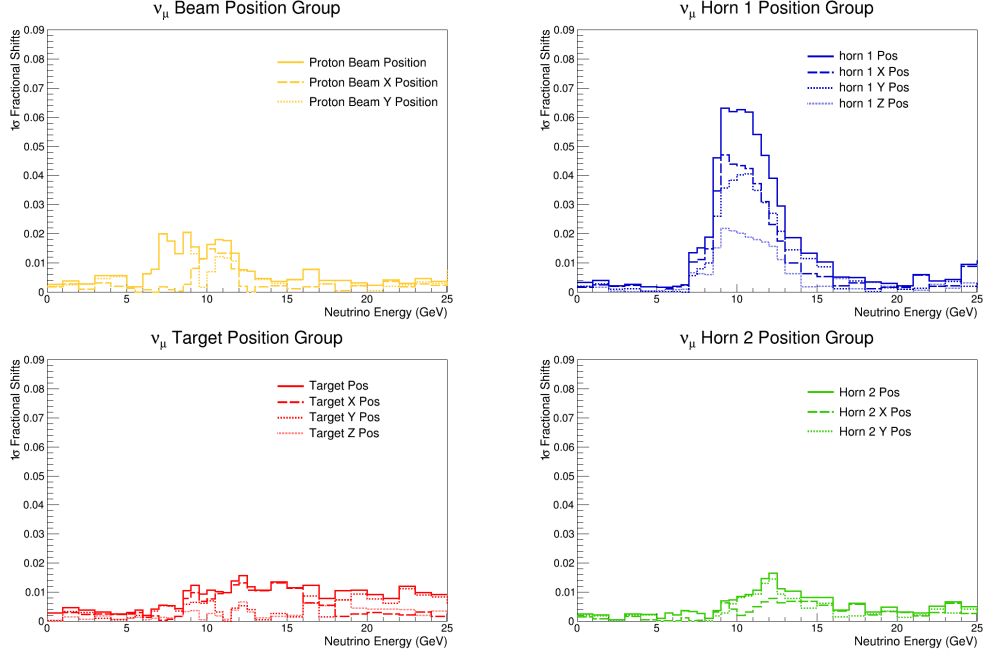 ν_μ Beam Position Group
1σ Fractional Shifts
0.09
0.08
0.07
0.06
0.05
0.04
0.03
0.02
0.01
0
Proton Beam Position
Proton Beam X Position
Proton Beam Y Position
0 5 10 15 20 25
Neutrino Energy (GeV)
ν_μ Horn 1 Position Group
1σ Fractional Shifts
0.09
0.08
0.07
0.06
0.05
0.04
0.03
0.02
0.01
0
horn 1 Pos
horn 1 X Pos
horn 1 Y Pos
horn 1 Z Pos
0 5 10 15 20 25
Neutrino Energy (GeV)
ν_μ Target Position Group
1σ Fractional Shifts
0.09
0.08
0.07
0.06
0.05
0.04
0.03
0.02
0.01
0
Target Pos
Target X Pos
Target Y Pos
Target Z Pos
0 5 10 15 20 25
Neutrino Energy (GeV)
ν_μ Horn 2 Position Group
1σ Fractional Shifts
0.09
0.08
0.07
0.06
0.05
0.04
0.03
0.02
0.01
0
Horn 2 Pos
Horn 2 X Pos
Horn 2 Y Pos
0 5 10 15 20 25
Neutrino Energy (GeV)